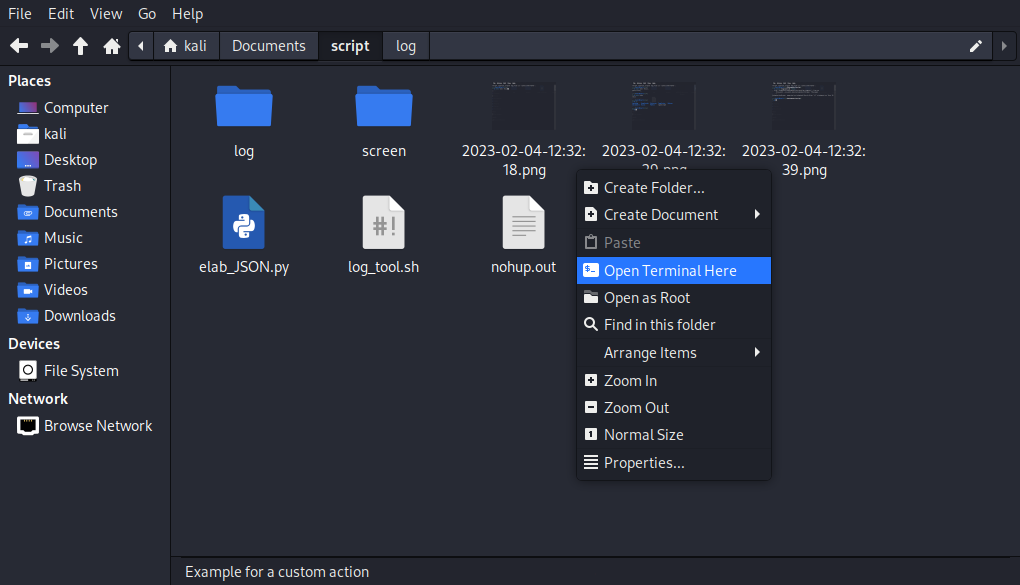 File Edit View Go Help
kali Documents script log
Places
Computer
kali
Desktop
Trash
Documents
Music
Pictures
Videos
Downloads
Devices
File System
Network
Browse Network
log
screen
2023-02-04-12:32:
18.png
2023-02-04-12:32:
2023-02-04-12:32:
39.png
elab_JSON.py
#!
log_tool.sh
nohup.out
Create Folder...
Create Document
Paste
$_
Open Terminal Here
Open as Root
Find in this folder
Arrange Items
Zoom In
Zoom Out
1 Normal Size
Properties...
Example for a custom action